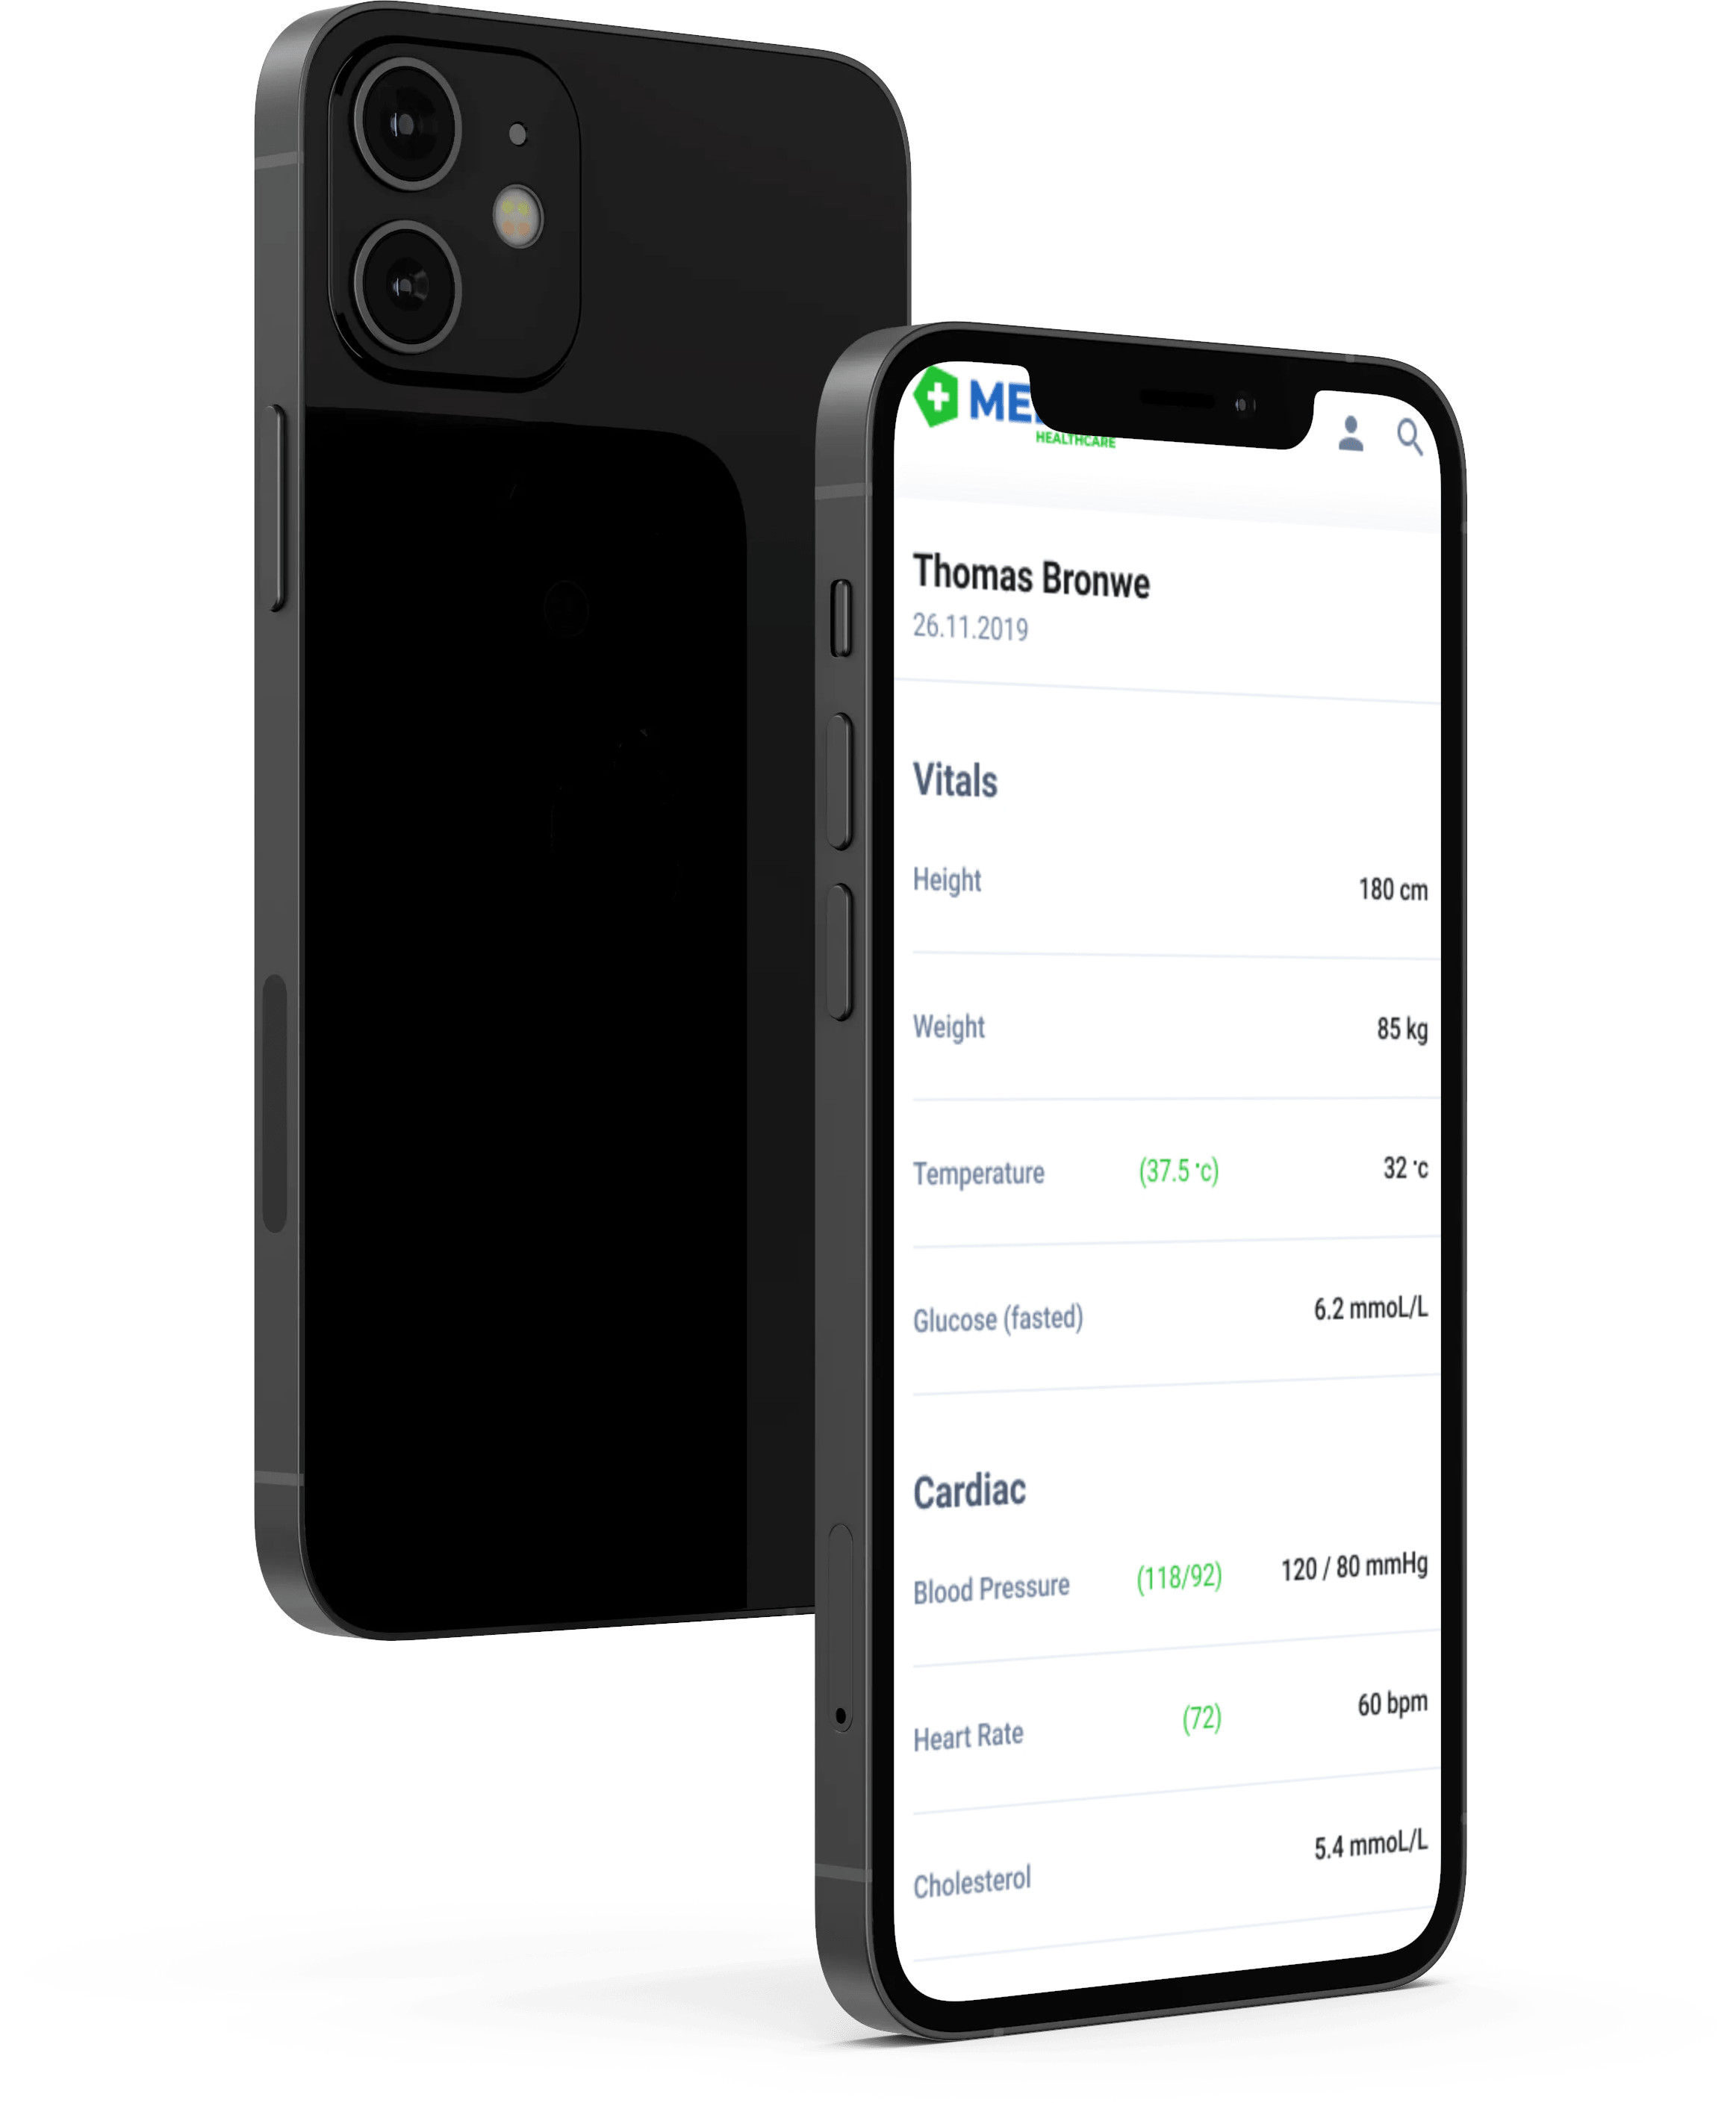 HEALTHCARE
Thomas Bronwe
26.11.2019
Vitals
Height 180 cm
Weight 85 kg
Temperature (37.5 °c) 32 °c
Glucose (fasted) 6.2 mmoL/L
Cardiac
Blood Pressure (118/92) 120 / 80 mmHg
Heart Rate (72) 60 bpm
Cholesterol 5.4 mmoL/L